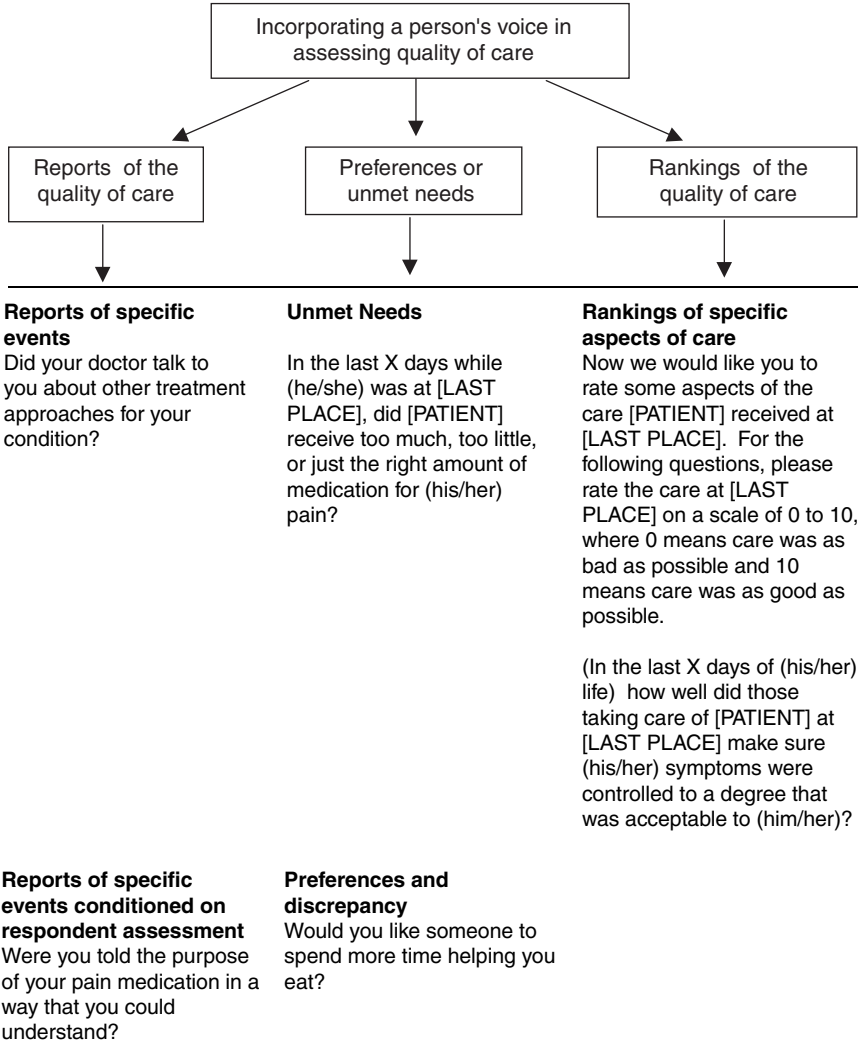 Incorporating a person's voice in
assessing quality of care
Reports of the
quality of care
Preferences or
unmet needs
Rankings of the
quality of care
Reports of specific
events
Did your doctor talk to
you about other treatment
approaches for your
condition?
Unmet Needs
In the last X days while
(he/she) was at [LAST
PLACE], did [PATIENT]
receive too much, too little,
or just the right amount of
medication for (his/her)
pain?
Rankings of specific
aspects of care
Now we would like you to
rate some aspects of the
care [PATIENT] received at
[LAST PLACE]. For the
following questions, please
rate the care at [LAST
PLACE] on a scale of 0 to 10,
where 0 means care was as
bad as possible and 10
means care was as good as
possible.
(In the last X days of (his/her)
life) how well did those
taking care of [PATIENT] at
[LAST PLACE] make sure
(his/her) symptoms were
controlled to a degree that
was acceptable to (him/her)?
Reports of specific
events conditioned on
respondent assessment
Were you told the purpose
of your pain medication in a
way that you could
understand?
Preferences and
discrepancy
Would you like someone to
spend more time helping you
eat?